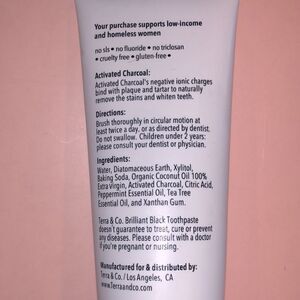 Your purchase supports low-income
and homeless women
no sls • no fluoride • no triclosan
• cruelty free • gluten-free •
Activated Charcoal:
Activated Charcoal's negative ionic charges
bind with plaque and tartar to naturally
remove the stains and whiten teeth.
Directions:
Brush thoroughly in circular motion at
least twice a day, or as directed by dentist.
Do not swallow. Children under 2 years:
please consult your dentist or physician.
Ingredients:
Water, Diatomaceous Earth, Xylitol,
Baking Soda, Organic Coconut Oil 100%
Extra Virgin, Activated Charcoal, Citric Acid,
Peppermint Essential Oil, Tea Tree
Essential Oil, and Xanthan Gum.
Terra & Co. Brilliant Black Toothpaste
doesn't guarantee to treat, cure or prevent
any diseases. Please consult with a doctor
if you're pregnant or nursing.
Manufactured for & distributed by:
Terra & Co. / Los Angeles, CA
www.Terraandco.com